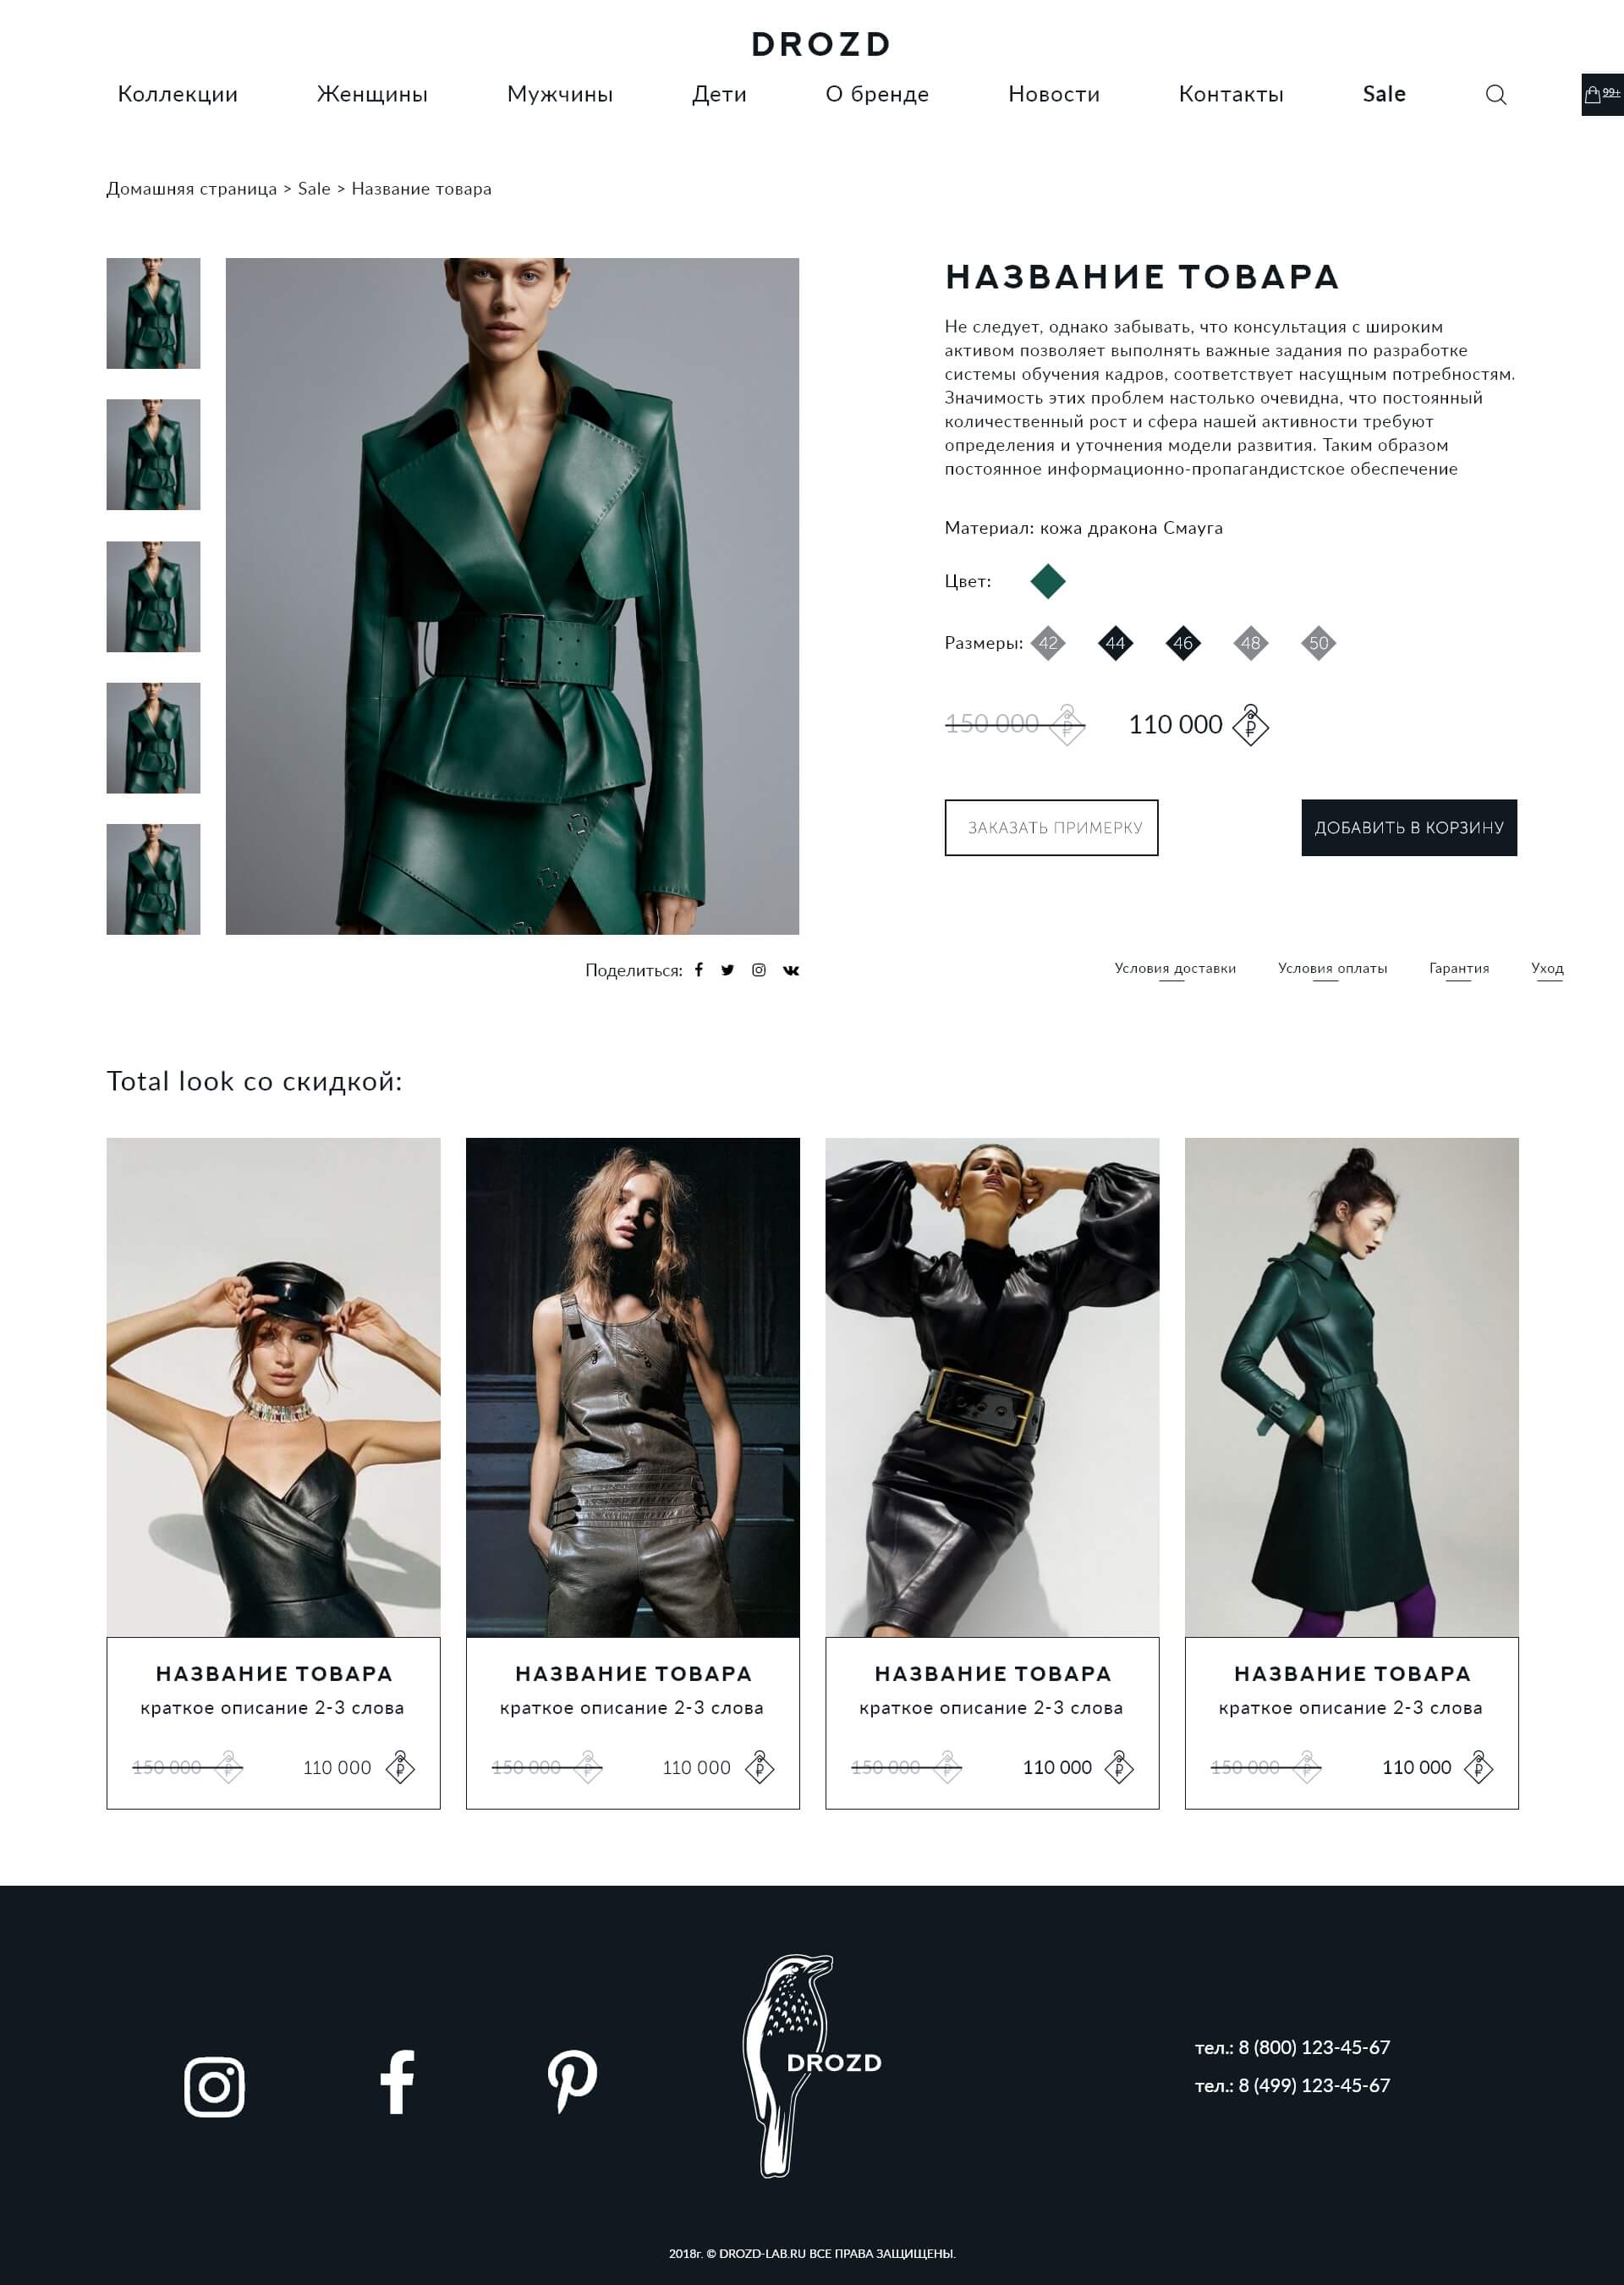 DROZD
Коллекции Женщины Мужчины Дети О бренде Новости Контакты Sale 99+
Домашняя страница > Sale > Название товара
НАЗВАНИЕ ТОВАРА
Не следует, однако забывать, что консультация с широким
активом позволяет выполнять важные задания по разработке
системы обучения кадров, соответствует насущным потребностям.
Значимость этих проблем настолько очевидна, что постоянный
количественный рост и сфера нашей активности требуют
определения и уточнения модели развития. Таким образом
постоянное информационно-пропагандистское обеспечение
Материал: кожа дракона Смауга
Цвет:
Размеры: 42 44 46 48 50
150 000 ₽ 110 000 ₽
ЗАКАЗАТЬ ПРИМЕРКУ ДОБАВИТЬ В КОРЗИНУ
Поделиться:
Условия доставки Условия оплаты Гарантия Уход
Total look со скидкой:
НАЗВАНИЕ ТОВАРА
краткое описание 2-3 слова
150 000 ₽ 110 000 ₽
НАЗВАНИЕ ТОВАРА
краткое описание 2-3 слова
150 000 ₽ 110 000 ₽
НАЗВАНИЕ ТОВАРА
краткое описание 2-3 слова
150 000 ₽ 110 000 ₽
НАЗВАНИЕ ТОВАРА
краткое описание 2-3 слова
150 000 ₽ 110 000 ₽
DROZD
тел.: 8 (800) 123-45-67
тел.: 8 (499) 123-45-67
2018г. © DROZD-LAB.RU ВСЕ ПРАВА ЗАЩИЩЕНЫ.